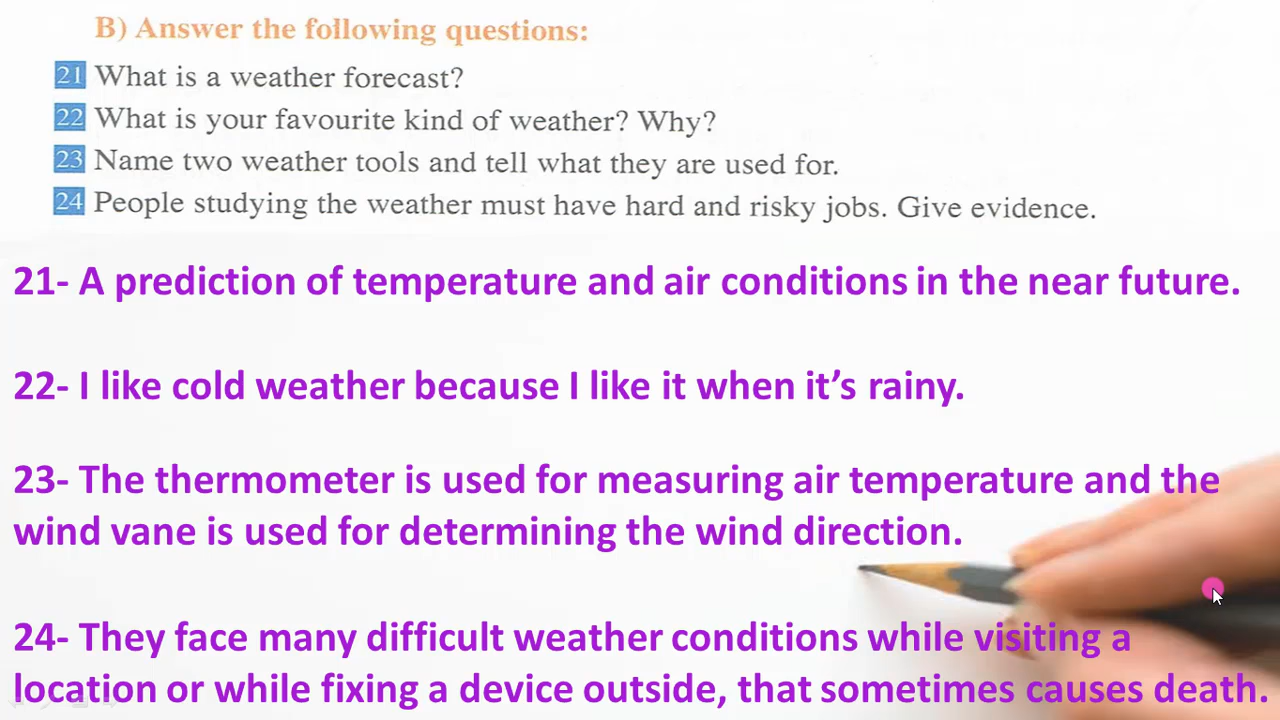 B) Answer the following questions:
21 What is a weather forecast?
22 What is your favourite kind of weather? Why?
23 Name two weather tools and tell what they are used for.
24 People studying the weather must have hard and risky jobs. Give evidence.
21- A prediction of temperature and air conditions in the near future.
22- I like cold weather because I like it when it’s rainy.
23- The thermometer is used for measuring air temperature and the
wind vane is used for determining the wind direction.
24- They face many difficult weather conditions while visiting a
location or while fixing a device outside, that sometimes causes death.